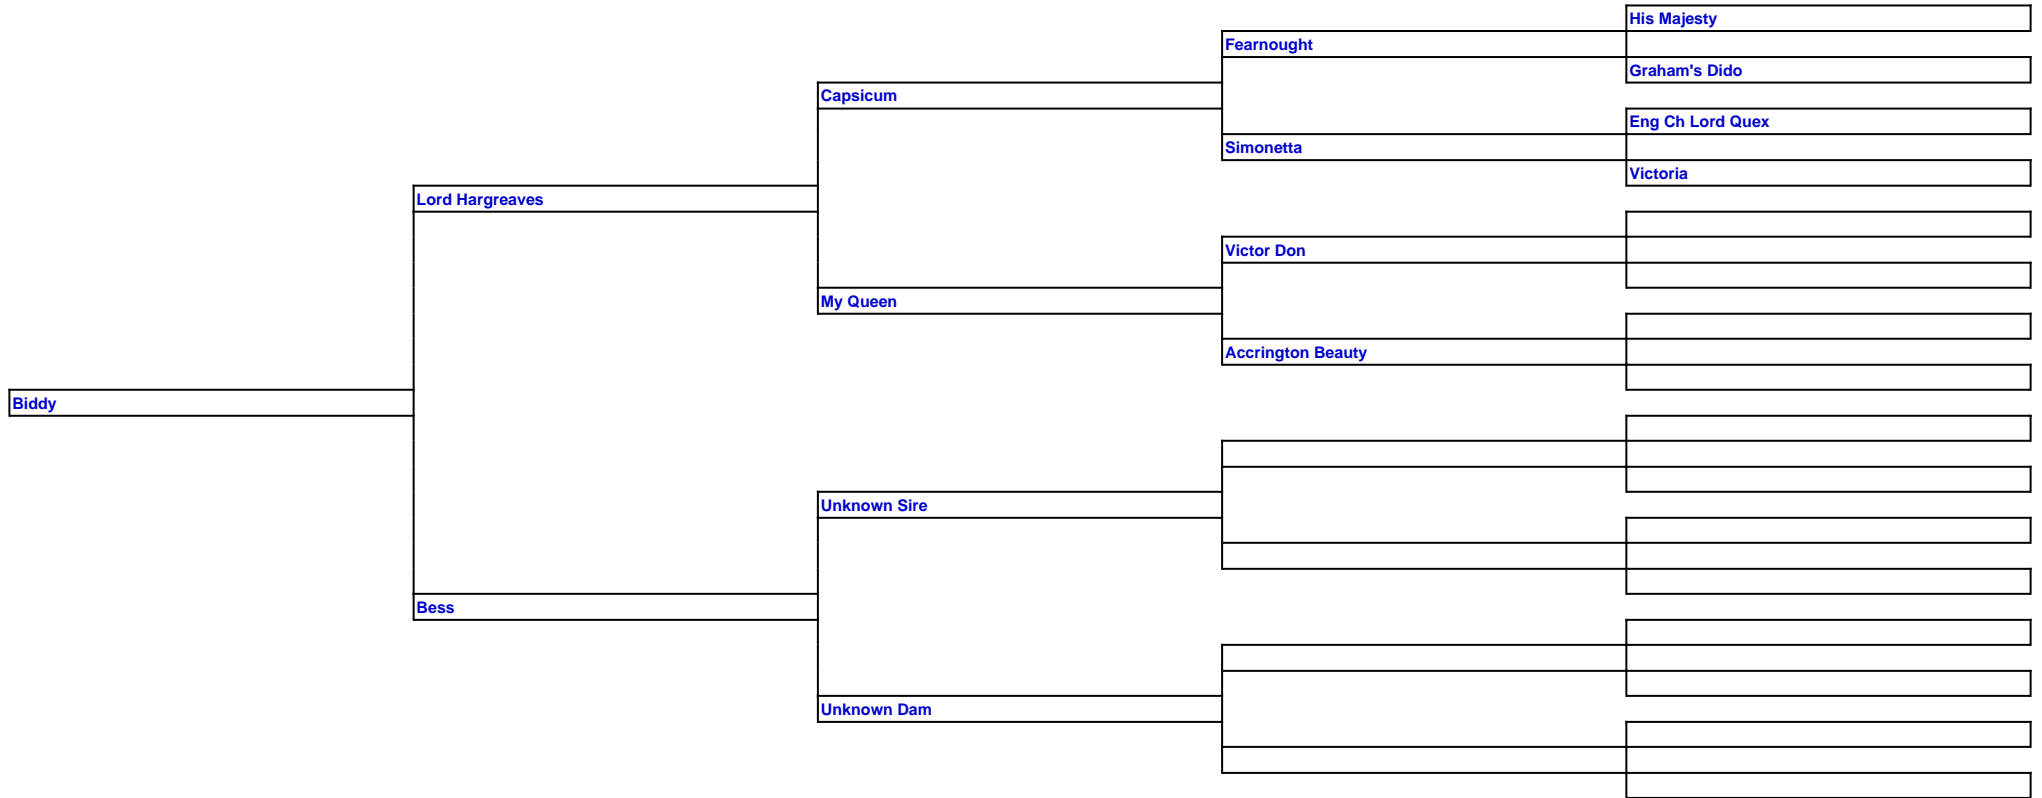 His Majesty
Fearnought
Graham's Dido
Capsicum
Eng Ch Lord Quex
Simonetta
Victoria
Lord Hargreaves
Victor Don
My Queen
Accrington Beauty
Biddy
Unknown Sire
Bess
Unknown Dam